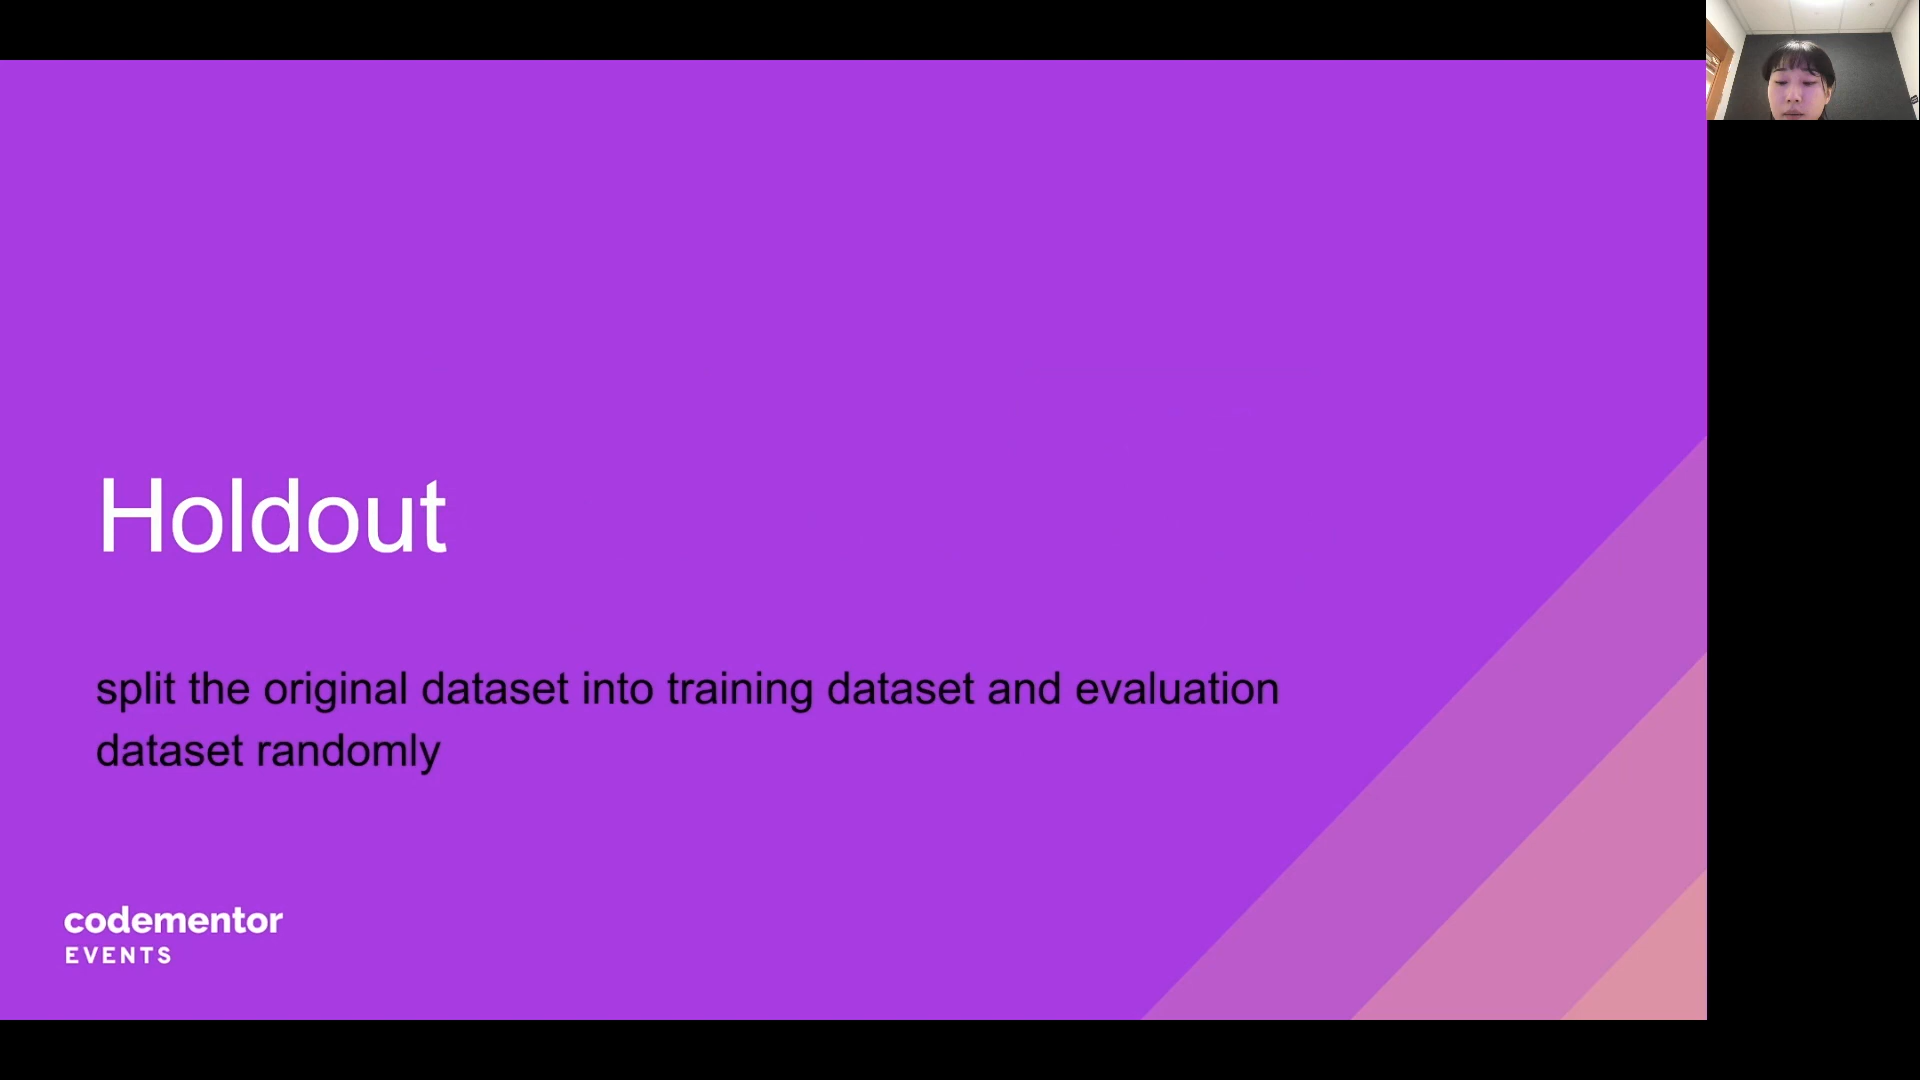 Holdout
split the original dataset into training dataset and evaluation
dataset randomly
codementor
EVENTS